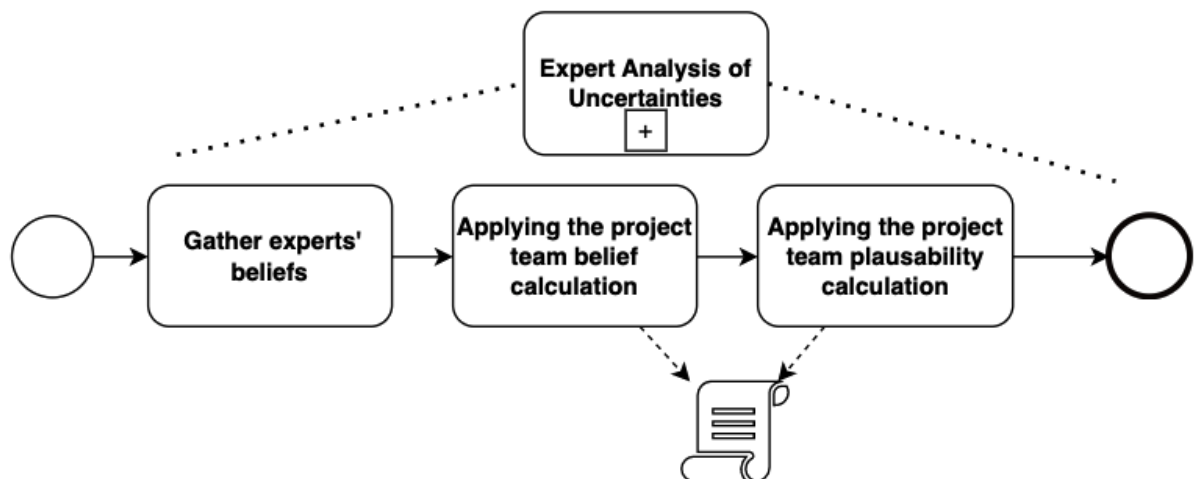 Expert Analysis of
Uncertainties
+
Gather experts'
beliefs
Applying the project
team belief
calculation
Applying the project
team plausability
calculation